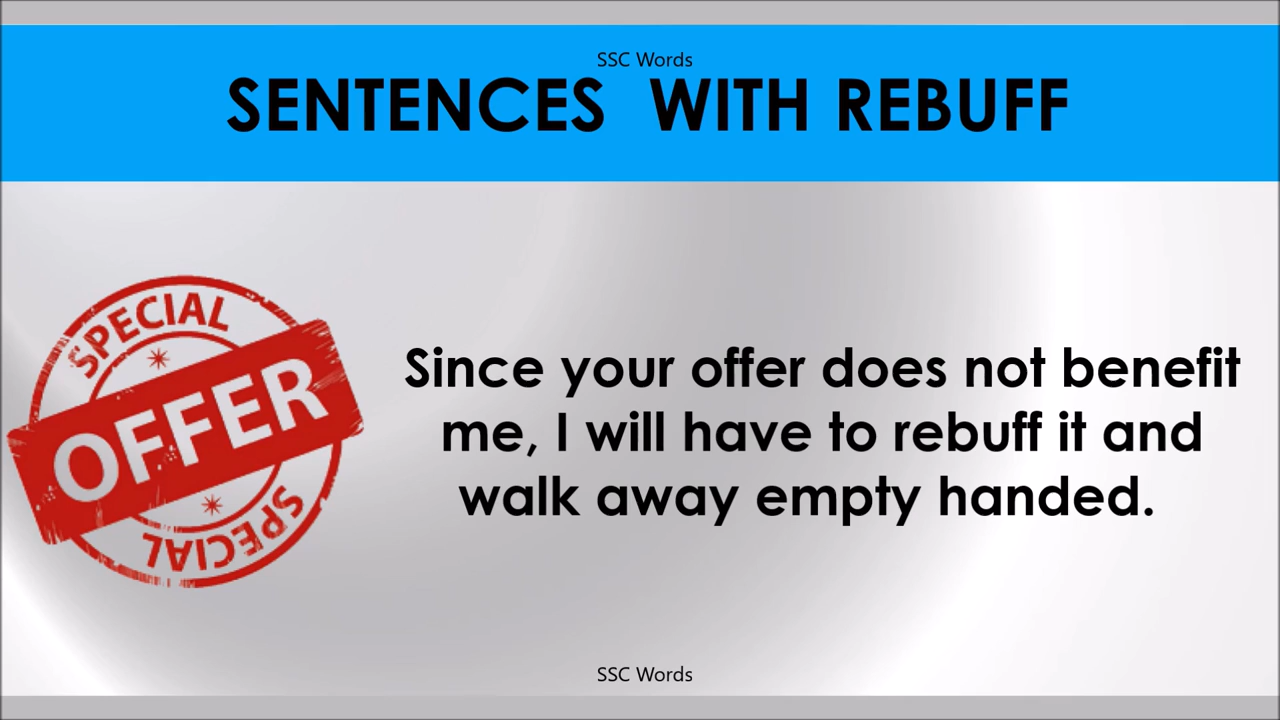 SSC Words
SENTENCES WITH REBUFF
SPECIAL
OFFER
SPECIAL
Since your offer does not benefit
me, I will have to rebuff it and
walk away empty handed.
SSC Words